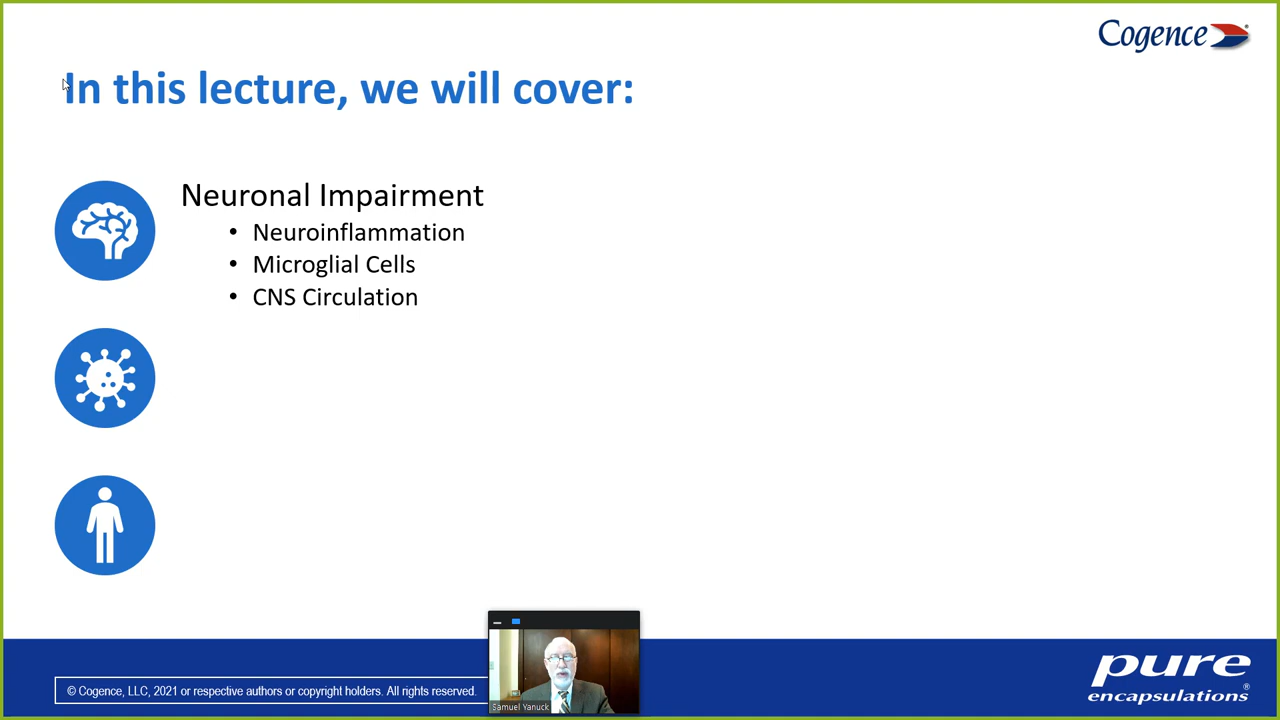 Cogence
In this lecture, we will cover:
Neuronal Impairment
• Neuroinflammation
• Microglial Cells
• CNS Circulation
© Cogence, LLC, 2021 or respective authors or copyright holders. All rights reserved.
Samuel Yanuck
pure
encapsulations®